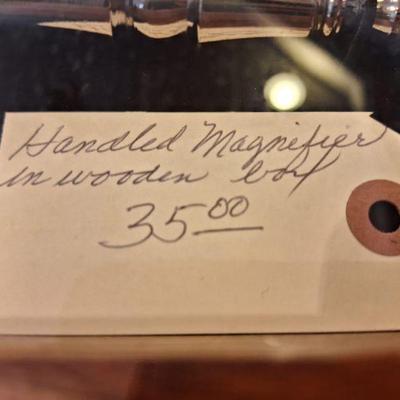 Handled Magnifier
in wooden box
35.00